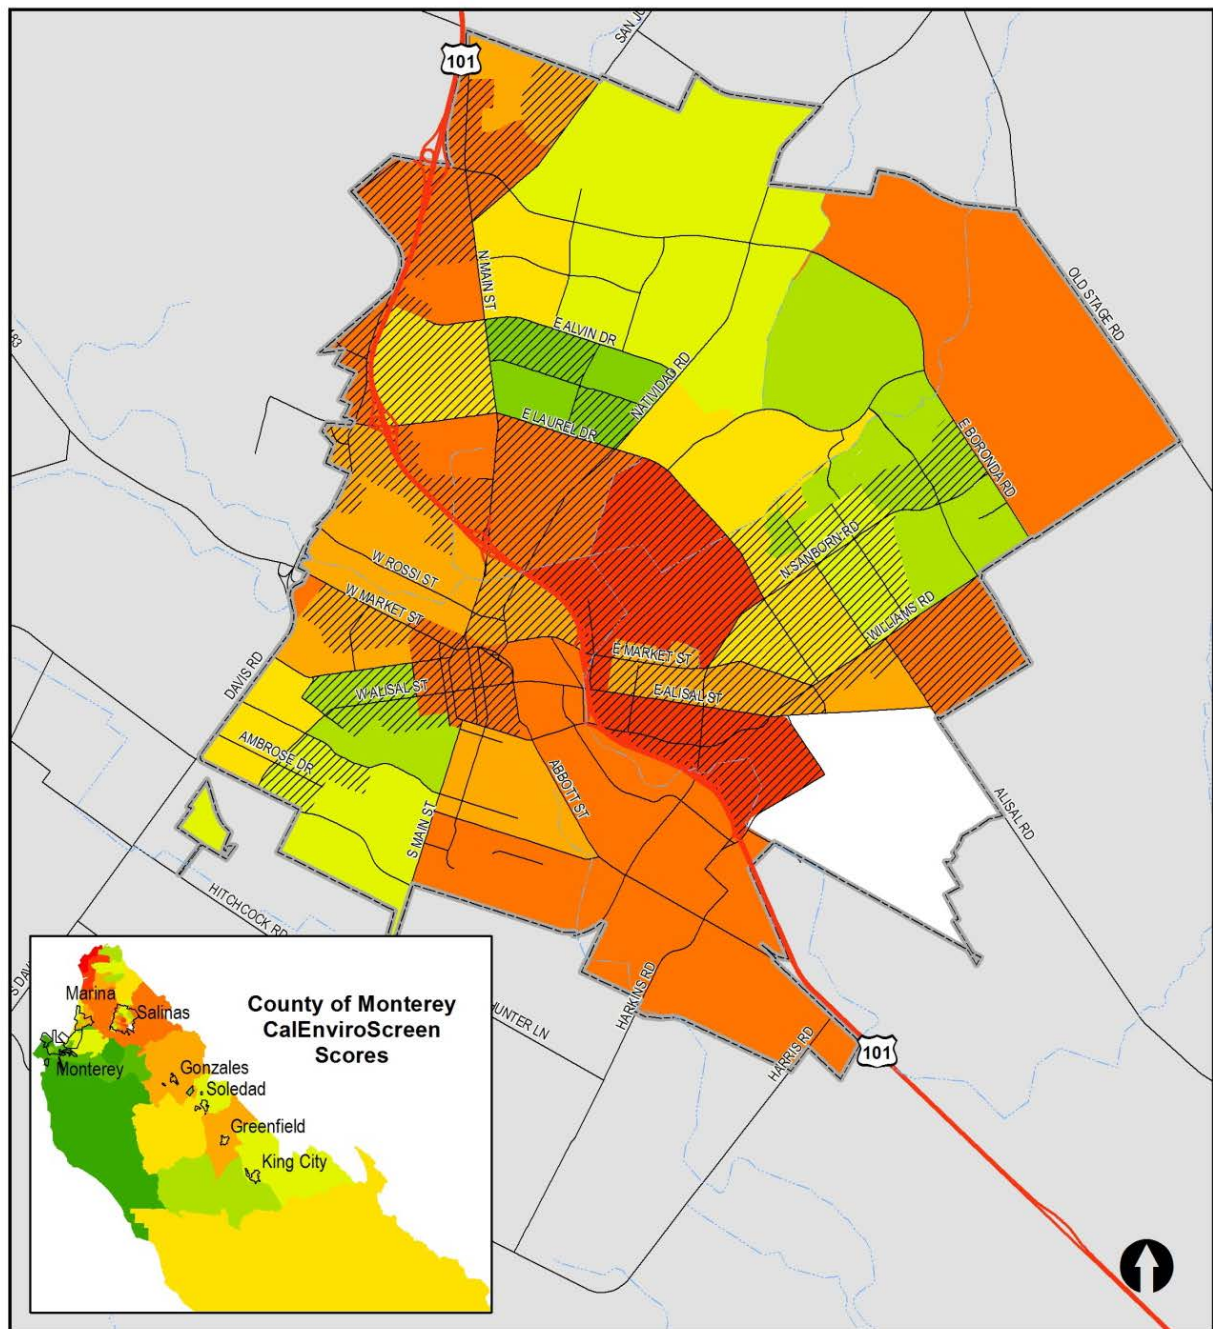 SAN JU
101
N MAIN ST
OLD STAGE RD
183
E ALVIN DR
NATIVIDAD RD
E LAUREL DR
E BORONDA RD
N SANBORN RD
W ROSSI ST
W MARKET ST
WILLIAMS RD
E MARKET ST
DAVIS RD
W ALISAL ST
E ALISAL ST
AMBROSE DR
ABBOTT ST
S MAIN ST
ALISAL RD
HITCHCOCK RD
S DAVI
HUNTER LN
HARKINS RD
HARRIS RD
101
County of Monterey
CalEnviroScreen
Scores
Marina
Salinas
Monterey
Gonzales
Soledad
Greenfield
King City